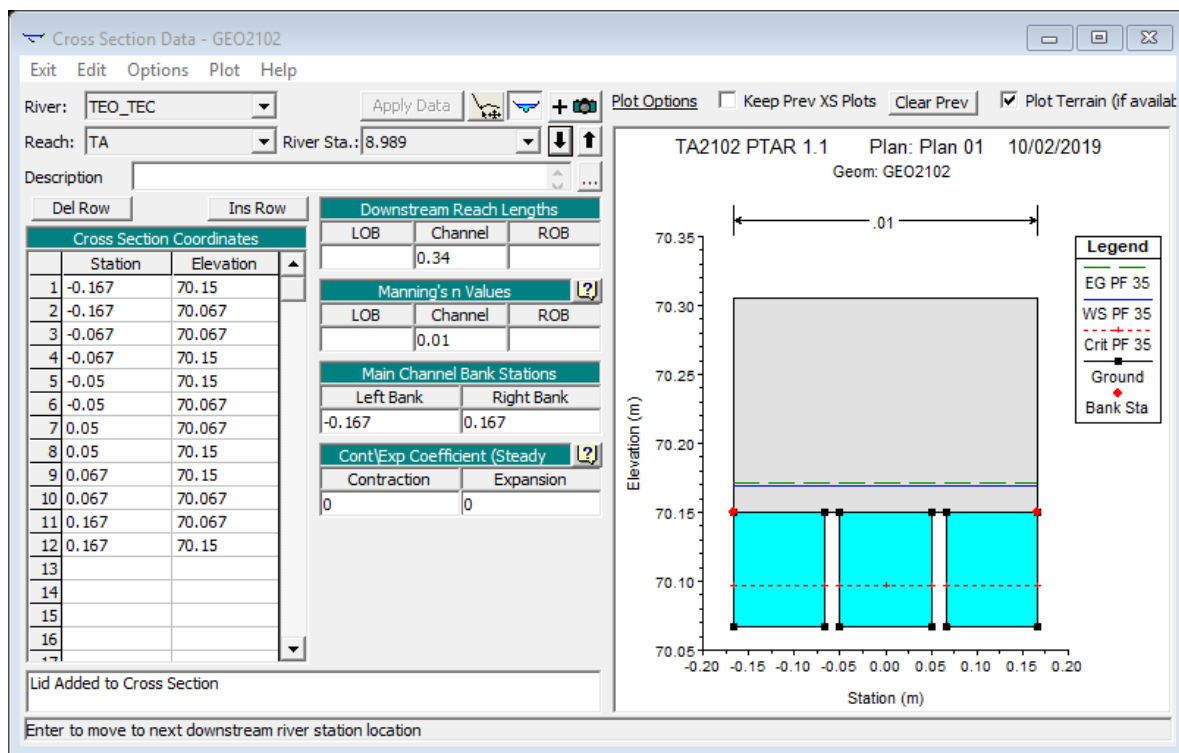 Cross Section Data - GEO2102
Exit Edit Options Plot Help
River: TEO_TEC Apply Data
Reach: TA River Sta.: 8.989
Description ...
Del Row Ins Row
Cross Section Coordinates
Station Elevation
1 -0.167 70.15
2 -0.167 70.067
3 -0.067 70.067
4 -0.067 70.15
5 -0.05 70.15
6 -0.05 70.067
7 0.05 70.067
8 0.05 70.15
9 0.067 70.15
10 0.067 70.067
11 0.167 70.067
12 0.167 70.15
13
14
15
16
17
Downstream Reach Lengths
LOB Channel ROB
0.34
Manning's n Values
LOB Channel ROB
0.01
Main Channel Bank Stations
Left Bank Right Bank
-0.167 0.167
Cont\Exp Coefficient (Steady
Contraction Expansion
0 0
Lid Added to Cross Section
Enter to move to next downstream river station location
Plot Options Keep Prev XS Plots Clear Prev Plot Terrain (if availab
TA2102 PTAR 1.1 Plan: Plan 01 10/02/2019
Geom: GEO2102
.01
70.35
70.30
70.25
70.20
70.15
70.10
70.05
Elevation (m)
-0.20 -0.15 -0.10 -0.05 0.00 0.05 0.10 0.15 0.20
Station (m)
Legend
EG PF 35
WS PF 35
Crit PF 35
Ground
Bank Sta